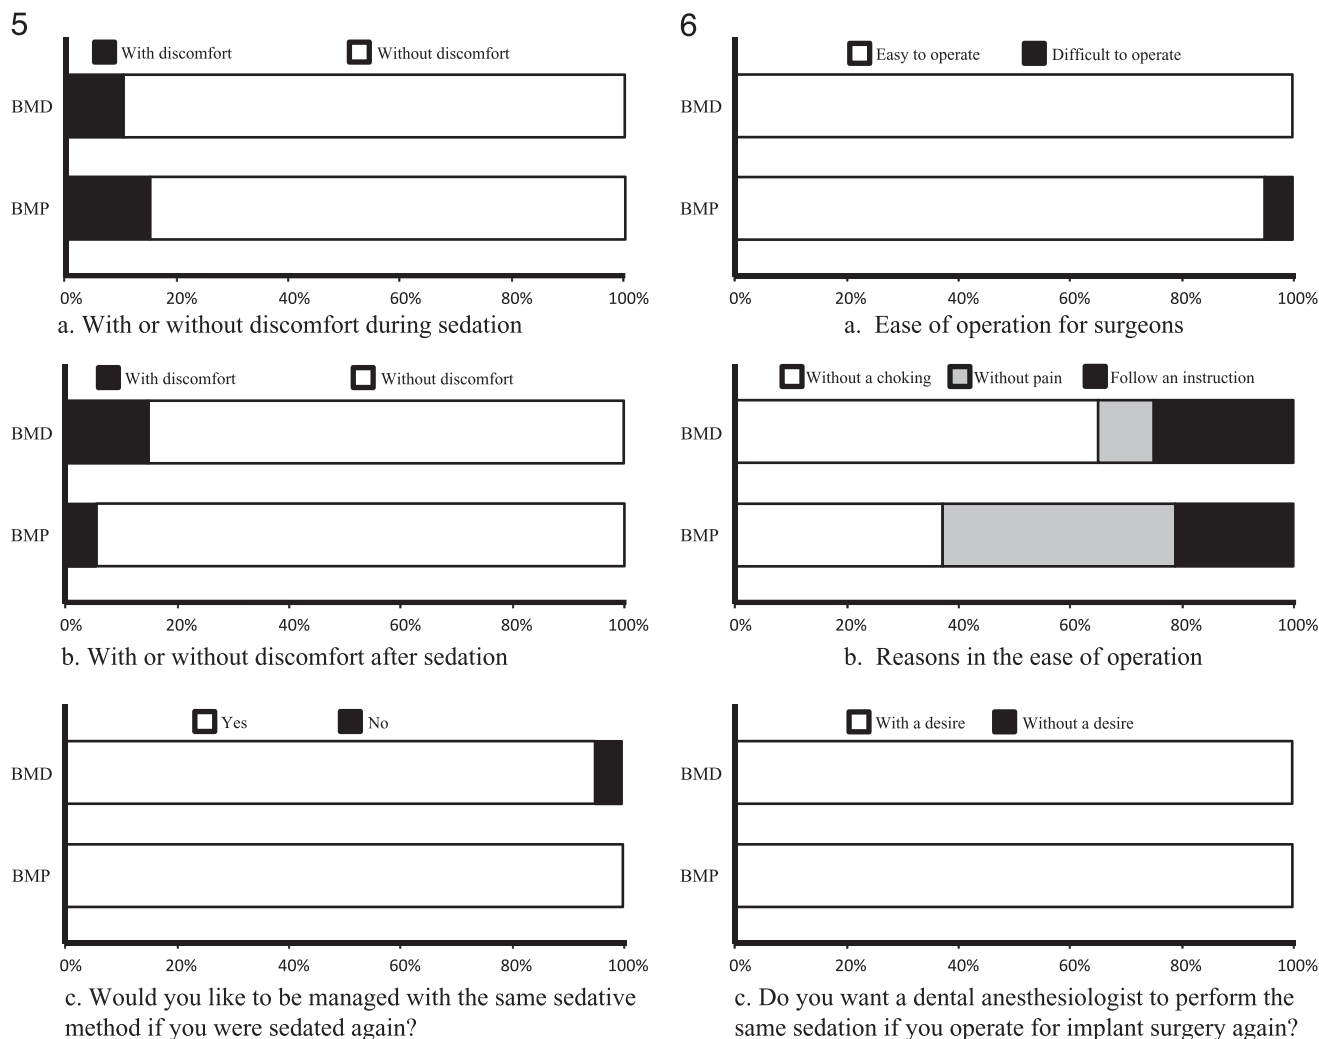 5
With discomfort Without discomfort
BMD
BMP
0% 20% 40% 60% 80% 100%
a. With or without discomfort during sedation
With discomfort Without discomfort
BMD
BMP
0% 20% 40% 60% 80% 100%
b. With or without discomfort after sedation
Yes No
BMD
BMP
0% 20% 40% 60% 80% 100%
c. Would you like to be managed with the same sedative
method if you were sedated again?
6
Easy to operate Difficult to operate
BMD
BMP
0% 20% 40% 60% 80% 100%
a. Ease of operation for surgeons
Without a choking Without pain Follow an instruction
BMD
BMP
0% 20% 40% 60% 80% 100%
b. Reasons in the ease of operation
With a desire Without a desire
BMD
BMP
0% 20% 40% 60% 80% 100%
c. Do you want a dental anesthesiologist to perform the
same sedation if you operate for implant surgery again?